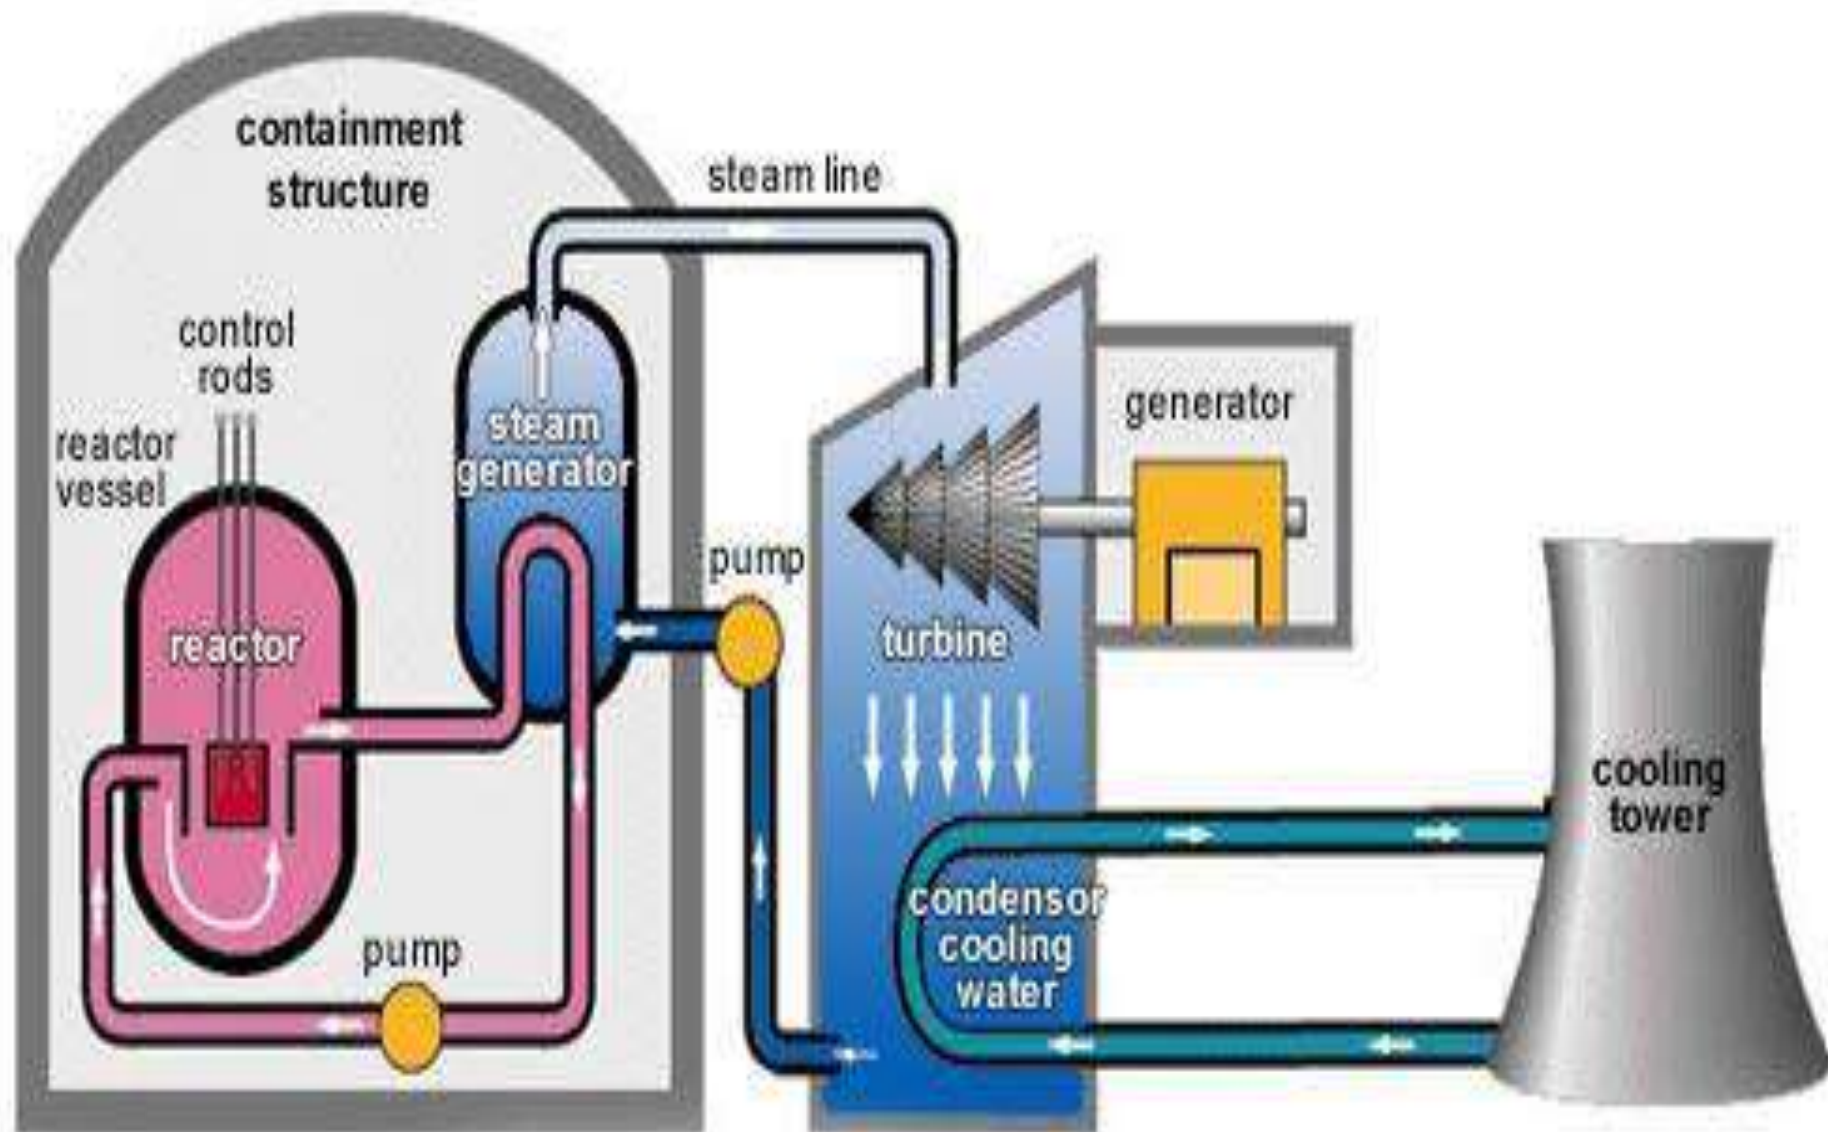 containment
structure
steam line
control
rods
reactor
vessel
steam
generator
generator
pump
reactor
turbine
cooling
tower
condensor
cooling
water
pump